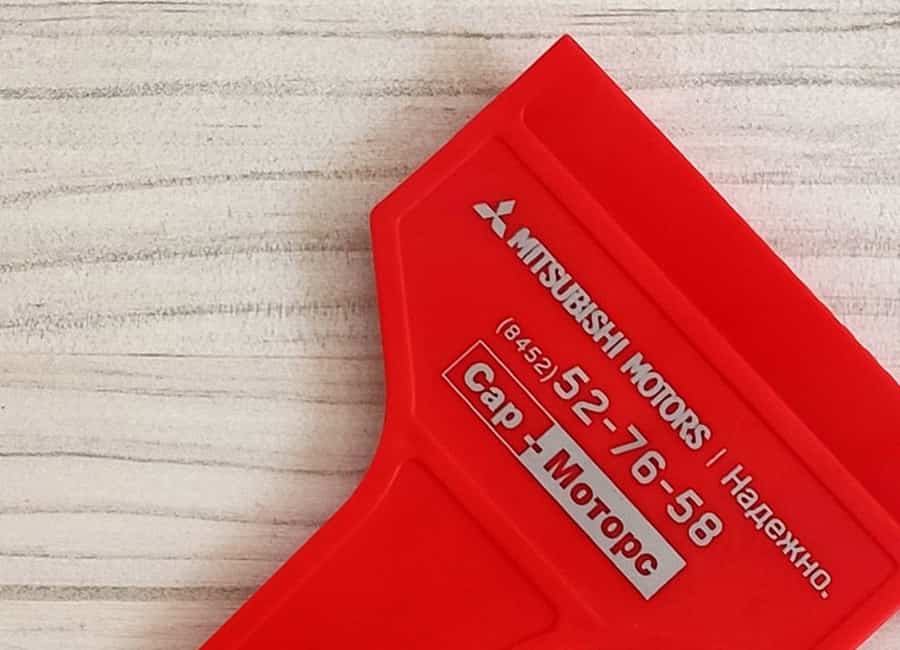 MITSUBISHI MOTORS | Надежно.
(8452) 52-76-58
Сар - Моторс